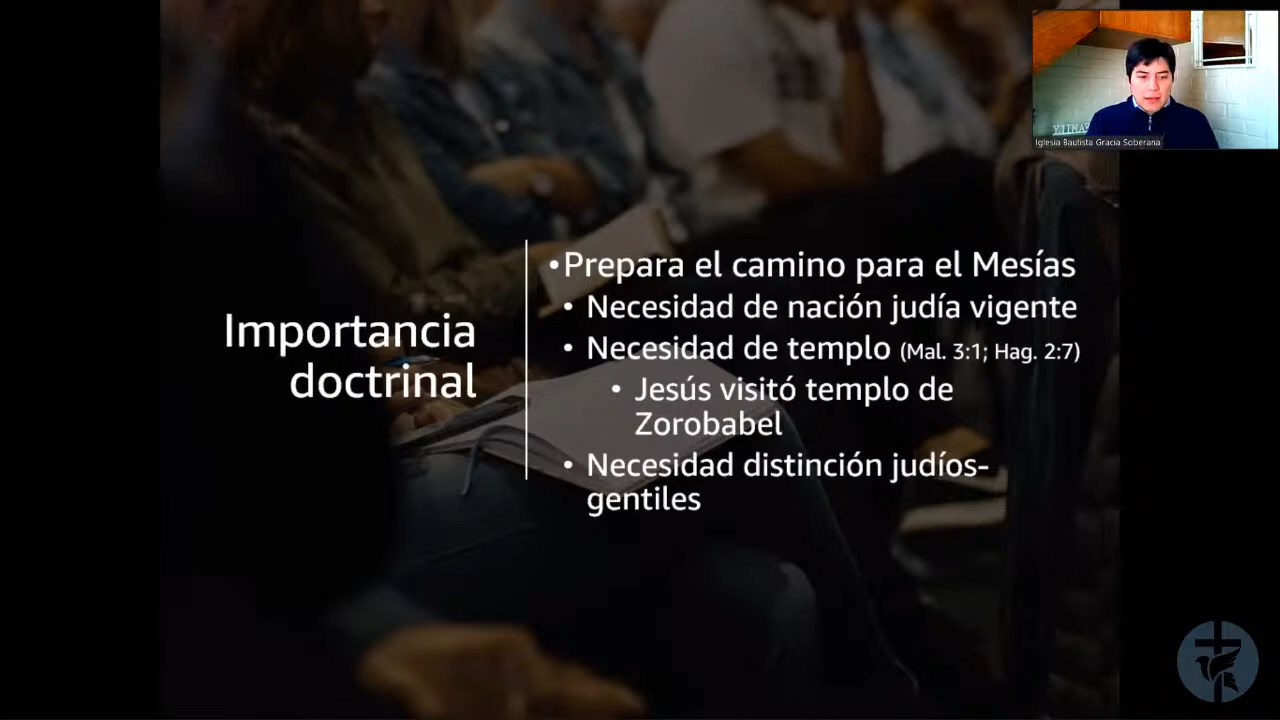 Iglesia Bautista Gracia Soberana
Importancia
doctrinal
•Prepara el camino para el Mesías
• Necesidad de nación judía vigente
• Necesidad de templo (Mal. 3:1; Hag. 2:7)
• Jesús visitó templo de
Zorobabel
• Necesidad distinción judíos-
gentiles